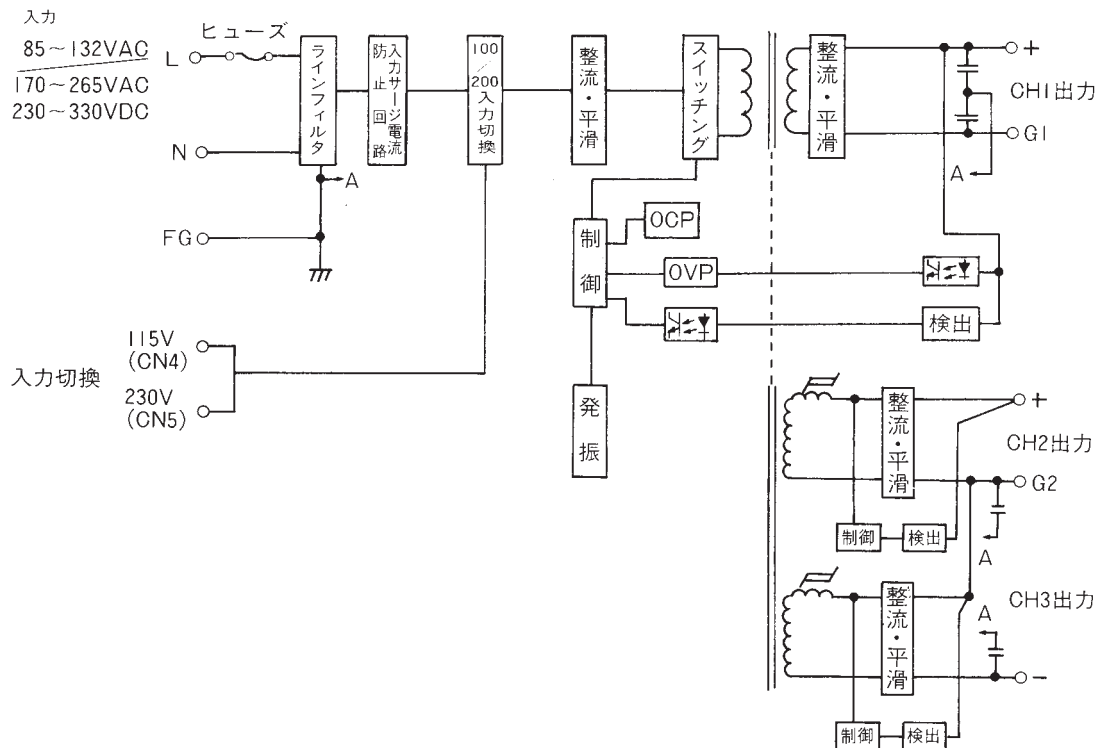 入力
85～132VAC
170～265VAC
230～330VDC
L
ヒューズ
N
FG
ラインフィルタ
A
入力サージ電流
防止回路
100/200入力切換
整流・平滑
スイッチング
整流・平滑
+
CH1出力
G1
A
制御
OCP
OVP
検出
発振
入力切換
115V
(CN4)
230V
(CN5)
整流・平滑
+
CH2出力
G2
制御
検出
A
整流・平滑
CH3出力
A
-
制御
検出